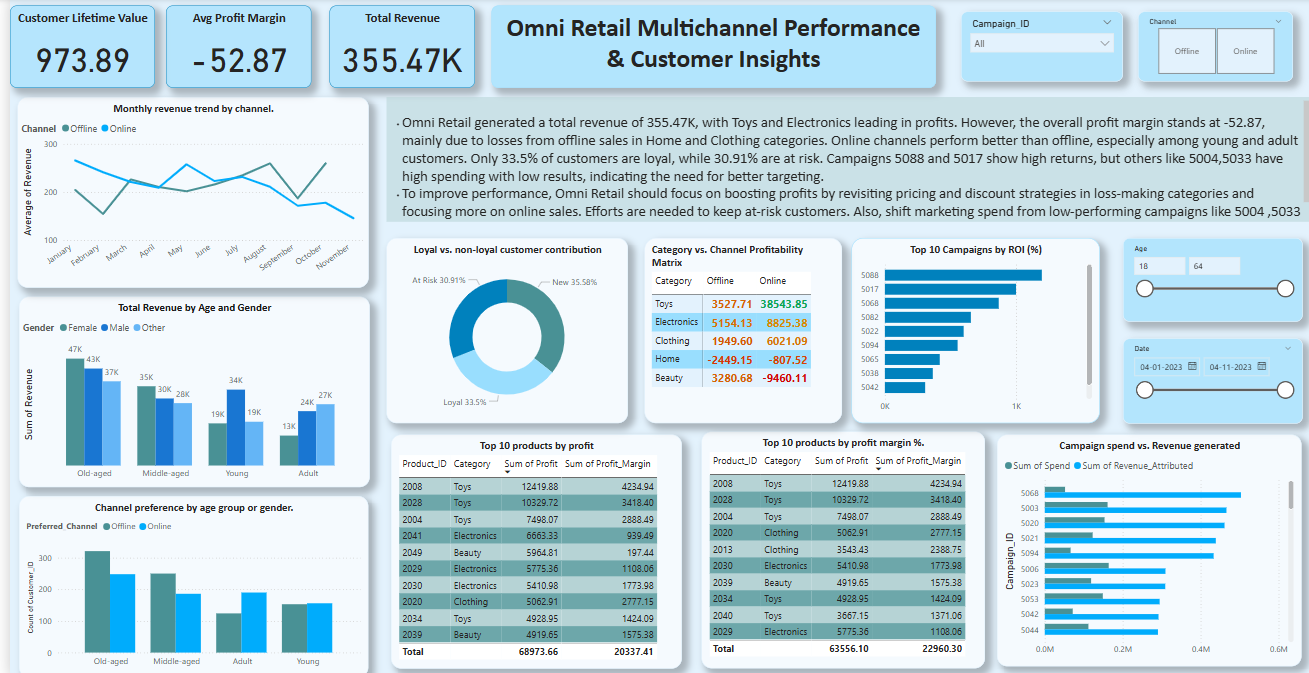 Customer Lifetime Value
973.89
Avg Profit Margin
-52.87
Total Revenue
355.47K
Omni Retail Multichannel Performance
& Customer Insights
Campaign_ID
All
Channel
Offline
Online
Monthly revenue trend by channel.
Channel Offline Online
Average of Revenue
300
200
100
January February March April May June July August September October November
· Omni Retail generated a total revenue of 355.47K, with Toys and Electronics leading in profits. However, the overall profit margin stands at -52.87,
mainly due to losses from offline sales in Home and Clothing categories. Online channels perform better than offline, especially among young and adult
customers. Only 33.5% of customers are loyal, while 30.91% are at risk. Campaigns 5088 and 5017 show high returns, but others like 5004,5033 have
high spending with low results, indicating the need for better targeting.
· To improve performance, Omni Retail should focus on boosting profits by revisiting pricing and discount strategies in loss-making categories and
focusing more on online sales. Efforts are needed to keep at-risk customers. Also, shift marketing spend from low-performing campaigns like 5004 ,5033
Total Revenue by Age and Gender
Gender Female Male Other
Sum of Revenue
47K 43K 37K
35K 30K 28K
19K 34K 19K
13K 24K 27K
Old-aged Middle-aged Young Adult
Channel preference by age group or gender.
Preferred Channel Offline Online
Count of Customer_ID
300
200
100
0
Old-aged Middle-aged Adult Young
Loyal vs. non-loyal customer contribution
At Risk 30.91%
New 35.58%
Loyal 33.5%
Category vs. Channel Profitability
Matrix
Category Offline Online
Toys 3527.71 38543.85
Electronics 5154.13 8825.38
Clothing 1949.60 6021.09
Home -2449.15 -807.52
Beauty 3280.68 -9460.11
Top 10 Campaigns by ROI (%)
5088
5017
5068
5082
5022
5094
5065
5038
5042
0K 1K
Age
18 64
Date
04-01-2023 04-11-2023
Top 10 products by profit
Product_ID Category Sum of Profit Sum of Profit_Margin
2008 Toys 12419.88 4234.94
2028 Toys 10329.72 3418.40
2004 Toys 7498.07 2888.49
2041 Electronics 6663.33 939.49
2049 Beauty 5964.81 197.44
2029 Electronics 5775.36 1108.06
2030 Electronics 5410.98 1773.98
2020 Clothing 5062.91 2777.15
2034 Toys 4928.95 1424.09
2039 Beauty 4919.65 1575.38
Total 68973.66 20337.41
Top 10 products by profit margin %.
Product_ID Category Sum of Profit Sum of Profit_Margin
2008 Toys 12419.88 4234.94
2028 Toys 10329.72 3418.40
2004 Toys 7498.07 2888.49
2020 Clothing 5062.91 2777.15
2013 Clothing 3543.43 2388.75
2030 Electronics 5410.98 1773.98
2039 Beauty 4919.65 1575.38
2034 Toys 4928.95 1424.09
2040 Toys 3667.15 1371.06
2029 Electronics 5775.36 1108.06
Total 63556.10 22960.30
Campaign spend vs. Revenue generated
Sum of Spend Sum of Revenue_Attributed
Campaign_ID
5068
5003
5020
5021
5094
5006
5023
5053
5042
5044
0.0M 0.2M 0.4M 0.6M